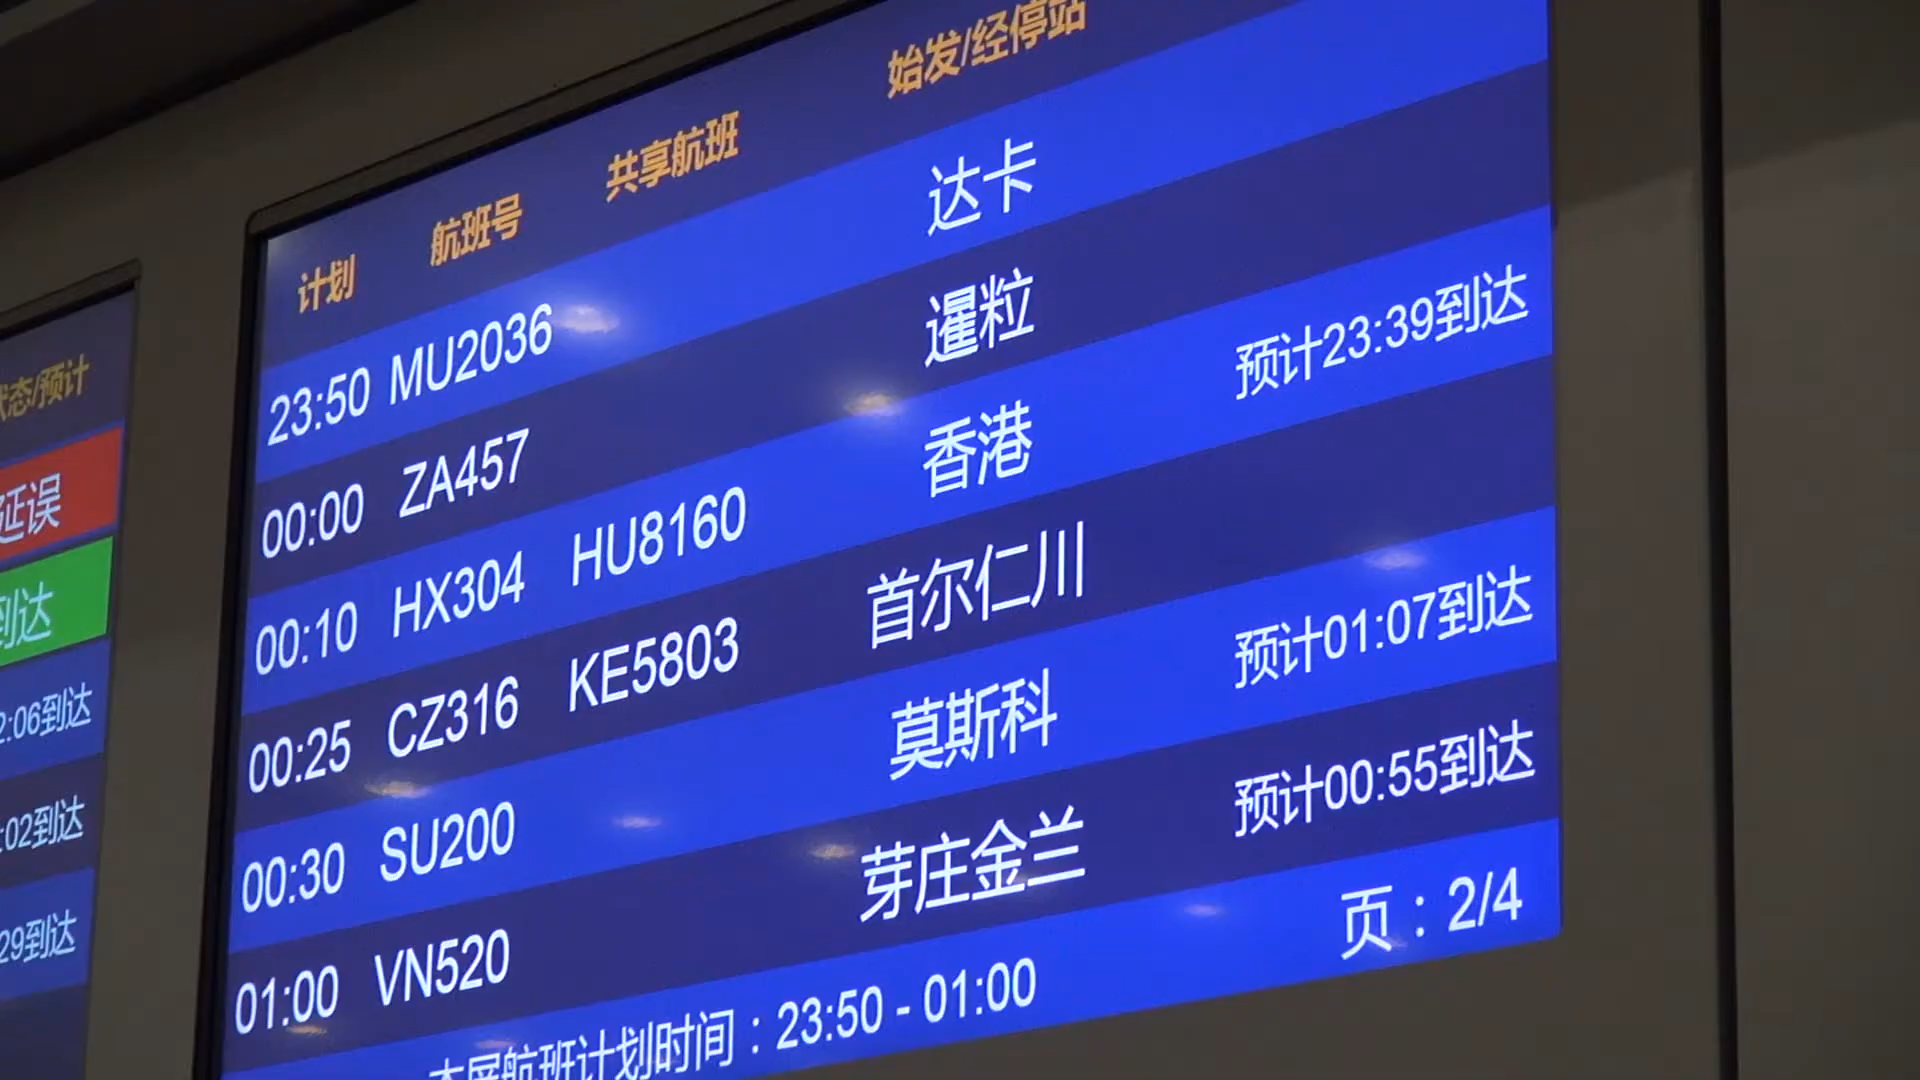 计划 航班号 共享航班 始发/经停站
23:50 MU2036 达卡
00:00 ZA457 暹粒
00:10 HX304 HU8160 香港 预计23:39到达
00:25 CZ316 KE5803 首尔仁川
00:30 SU200 莫斯科 预计01:07到达
01:00 VN520 芽庄金兰 预计00:55到达
本屏航班计划时间：23:50 - 01:00 页：2/4
状态/预计
延误
到达
2:06到达
:02到达
29到达